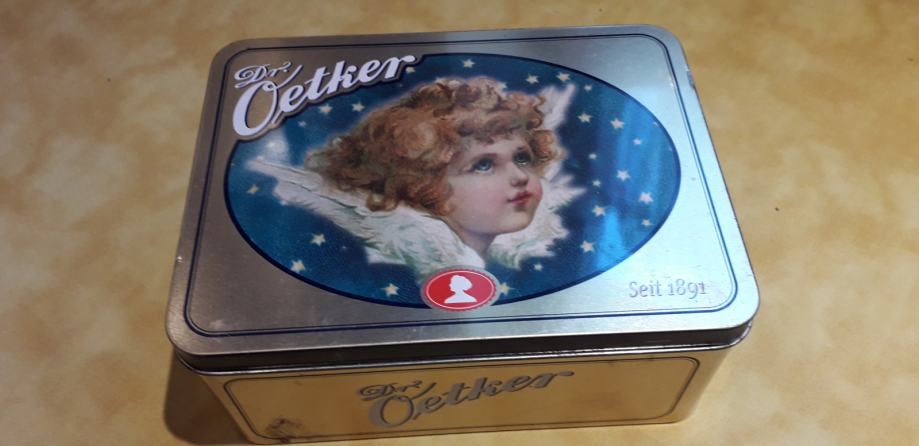 Dr.
Oetker
Seit 1891
Dr.
Oetker